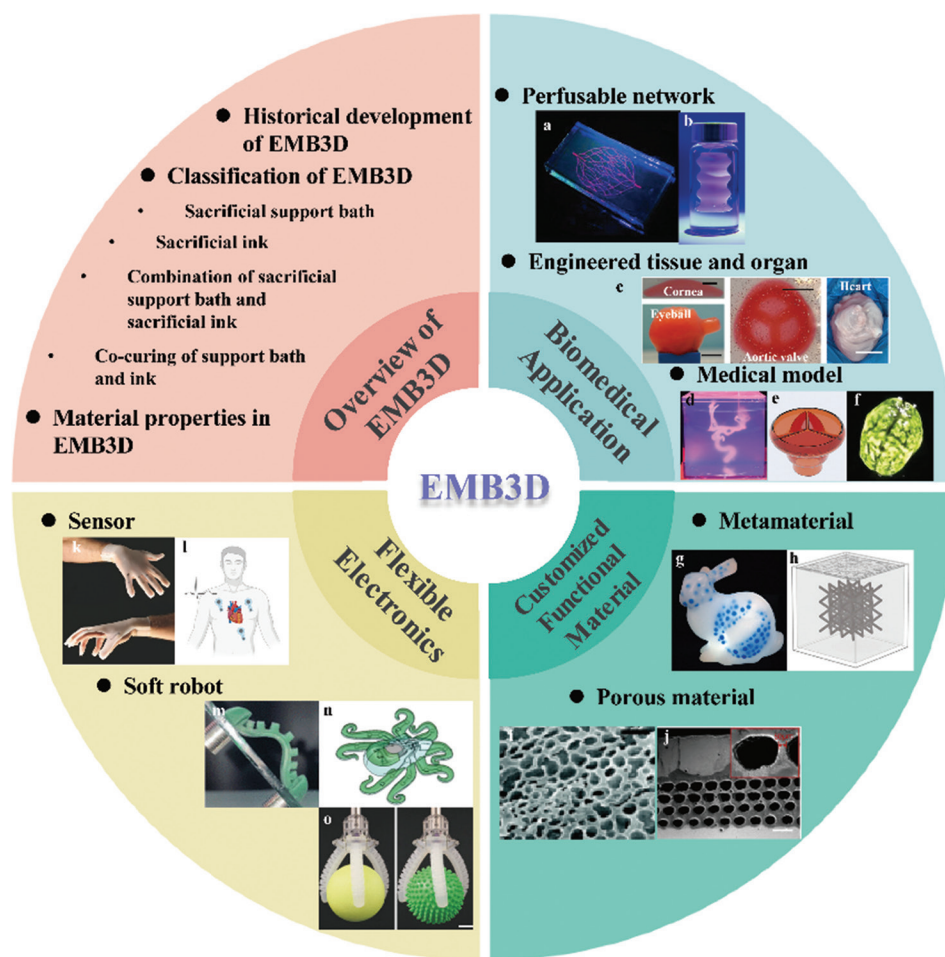 Historical development
of EMB3D
Classification of EMB3D
Sacrificial support bath
Sacrificial ink
Combination of sacrificial
support bath and
sacrificial ink
Co-curing of support bath
and ink
Material properties in
EMB3D
Overview of
EMB3D
Perfusable network
a
b
Engineered tissue and organ
c
Cornea
Eyeball
Aortic valve
Heart
Medical model
d
e
f
Biomedical
Application
EMB3D
Sensor
k
l
Soft robot
m
n
o
Flexible
Electronics
Metamaterial
g
h
Porous material
j
Customized
Functional
Material